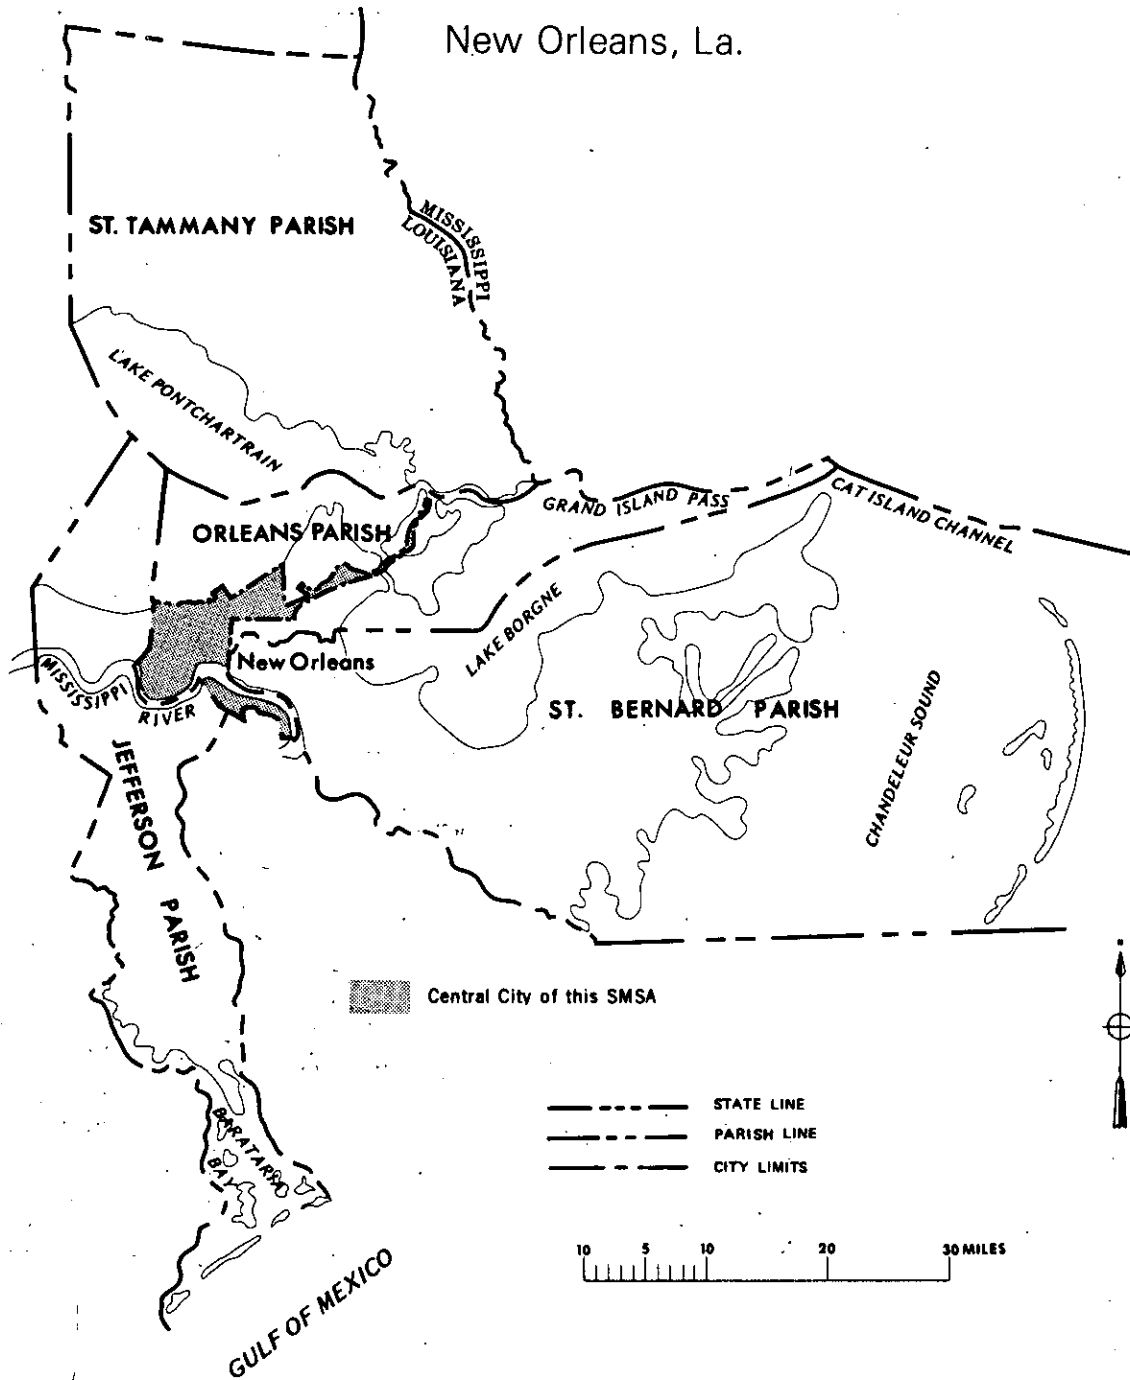 New Orleans, La.
ST. TAMMANY PARISH
MISSISSIPPI
LOUISIANA
LAKE PONTCHARTRAIN
GRAND ISLAND PASS
CAT ISLAND CHANNEL
ORLEANS PARISH
LAKE BORGNE
New Orleans
MISSISSIPPI
RIVER
ST. BERNARD PARISH
CHANDELEUR SOUND
JEFFERSON PARISH
Central City of this SMSA
STATE LINE
PARISH LINE
CITY LIMITS
BARATARIA
BAY
10 5 10 20 30 MILES
GULF OF MEXICO